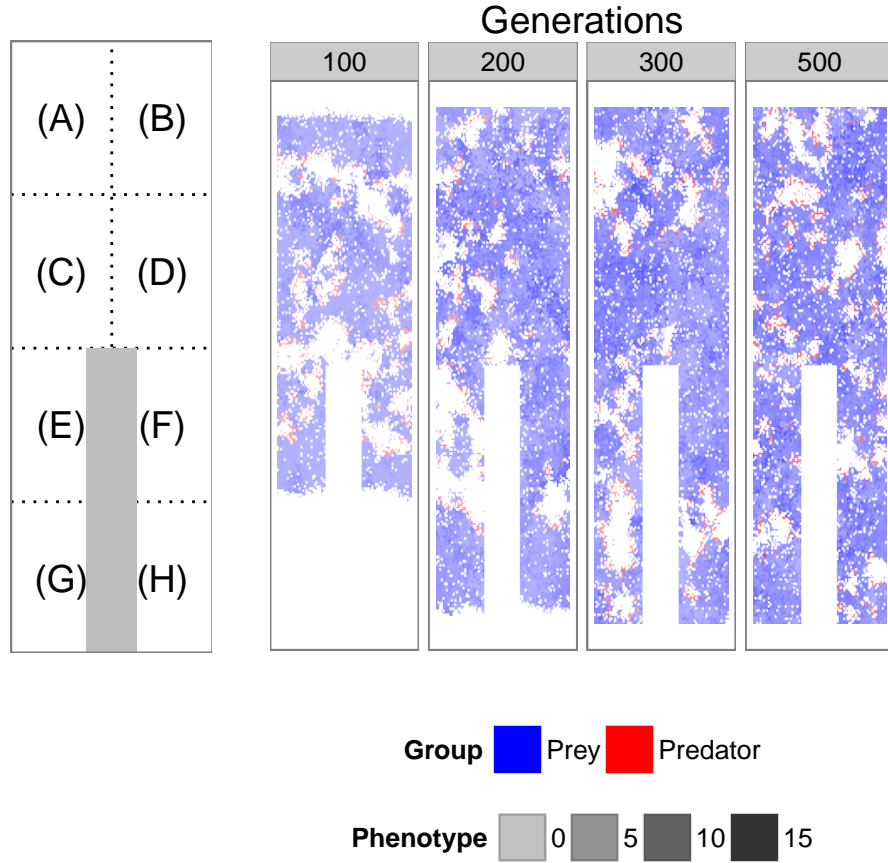 Generations
100 200 300 500
(A) (B)
(C) (D)
(E) (F)
(G) (H)
Group Prey Predator
Phenotype 0 5 10 15